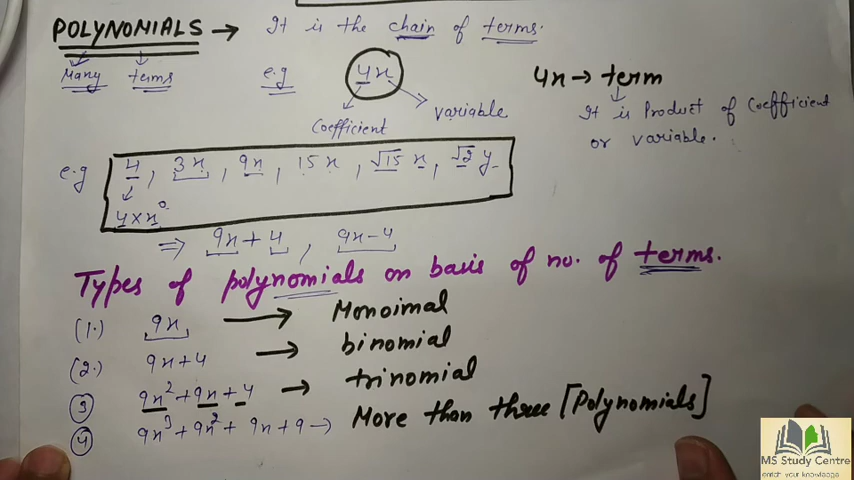 POLYNOMIALS → It is the chain of terms.
Many terms
e.g 4x
Coefficient
variable
4x → term
It is Product of Coefficient
or variable.
e.g 4, 3x, 9x, 15x, √15 x, √2 y
4×x⁰
⇒ 9x+4, 9x-4
Types of polynomials on basis of no. of terms.
(1.) 9x → Monoimal
(2.) 9x+4 → binomial
3 9x²+9x+4 → trinomial
4 9x³+9x²+9x+9 → More than three [Polynomials]
MS Study Centre
enrich your knowledge